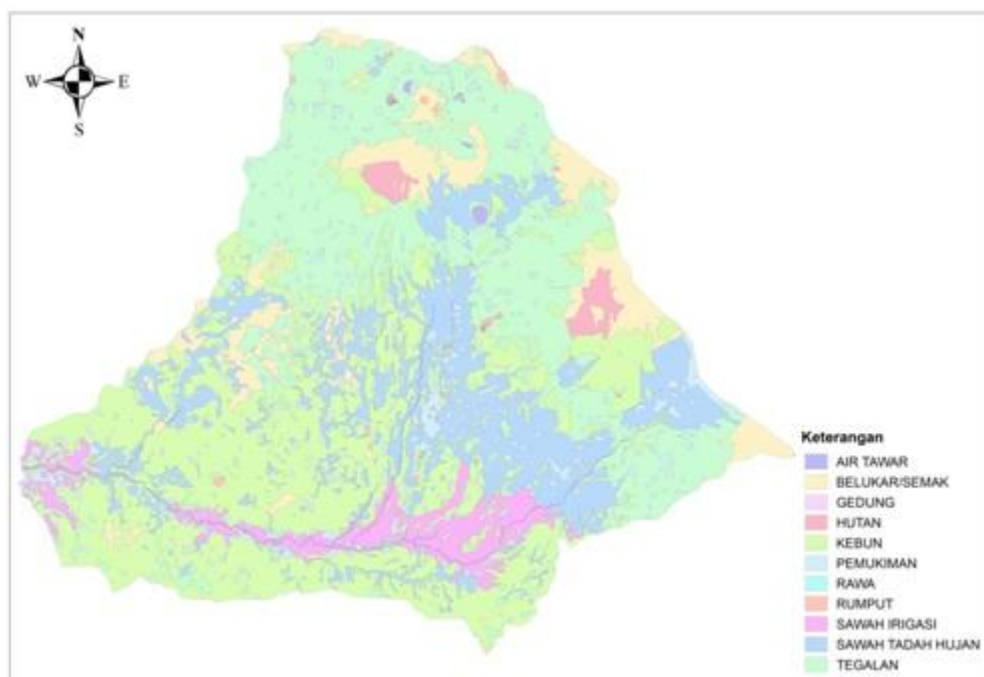 N
W E
S
Keterangan
AIR TAWAR
BELUKAR/SEMAK
GEDUNG
HUTAN
KEBUN
PEMUKIMAN
RAWA
RUMPUT
SAWAH IRIGASI
SAWAH TADAH HUJAN
TEGALAN